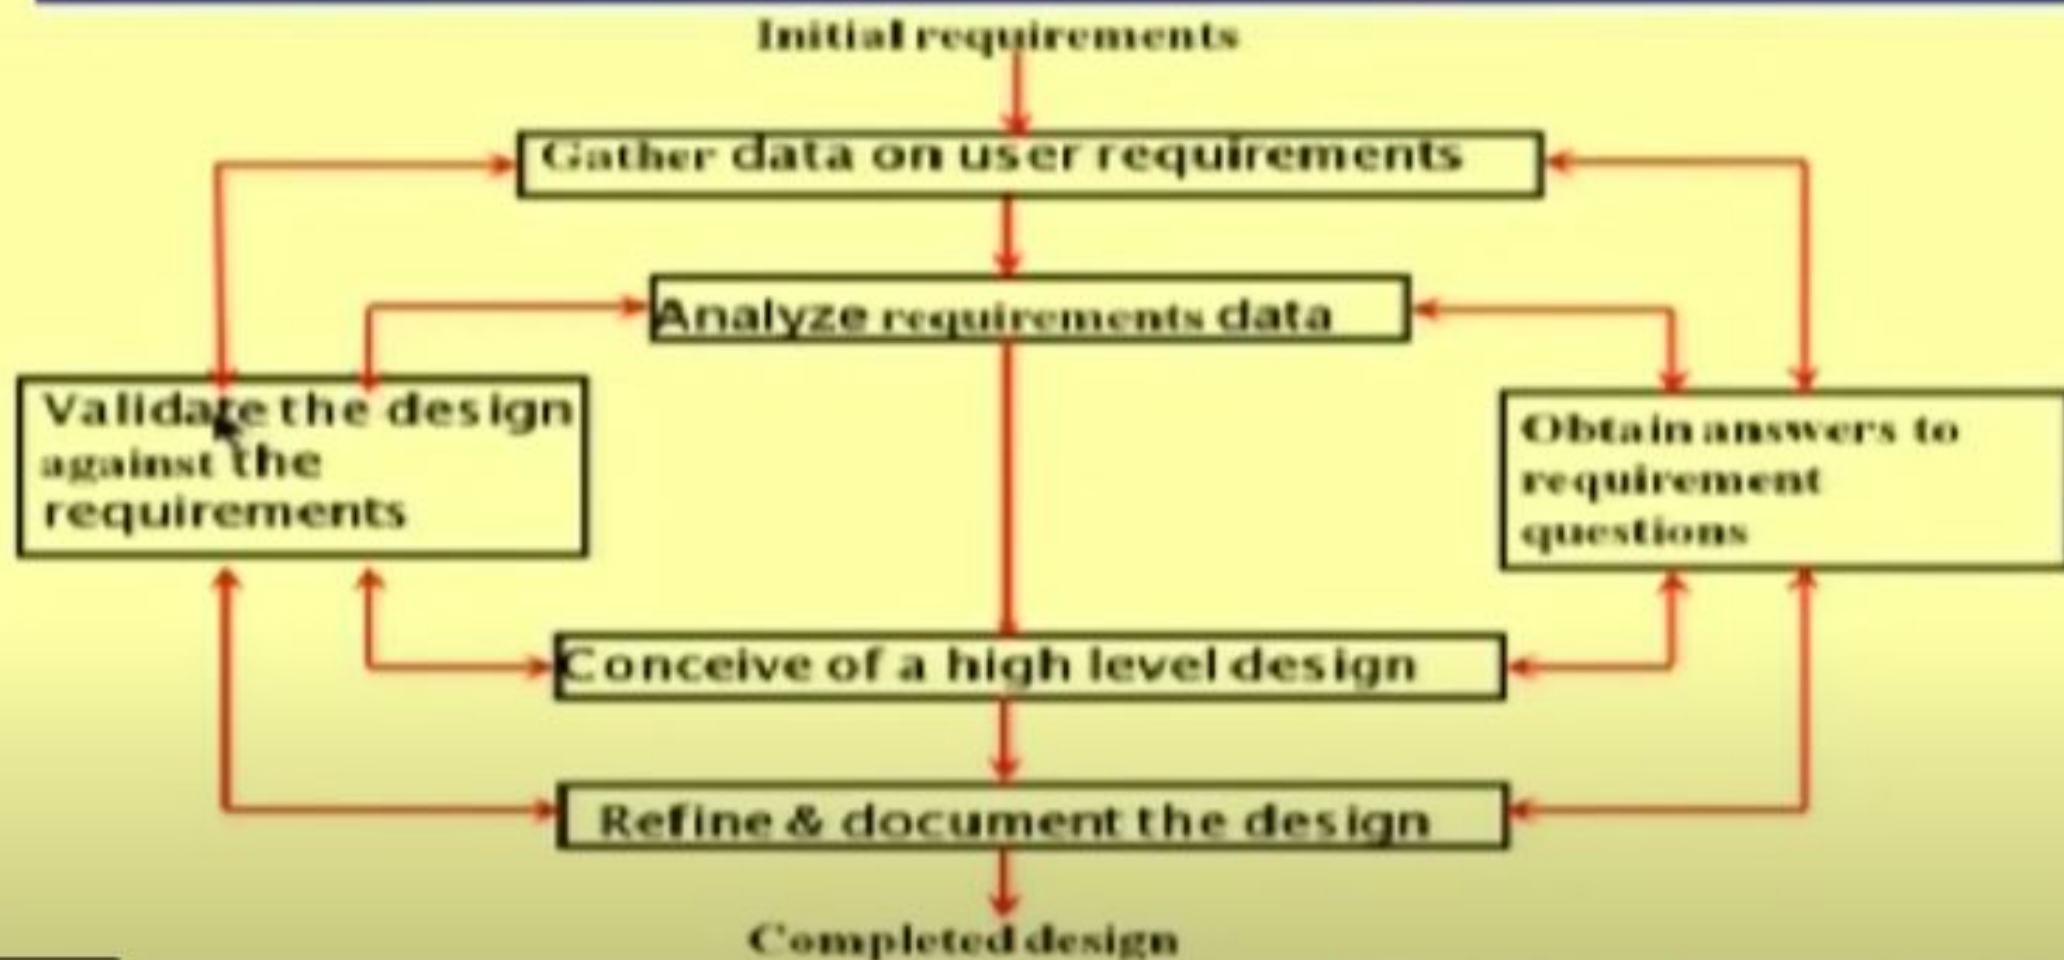 Initial requirements
Gather data on user requirements
Analyze requirements data
Validate the design
against the
requirements
Obtain answers to
requirement
questions
Conceive of a high level design
Refine & document the design
Completed design